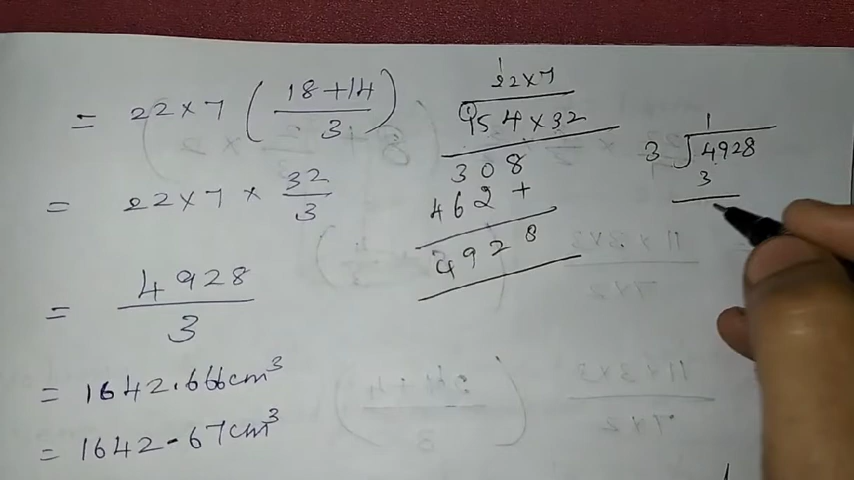 = 22×7 (18+14/3)
= 22×7 × 32/3
= 4928/3
= 1642.666cm³
= 1642.67cm³
22×7
154×32
308
462+
4928
1
3)4928
3